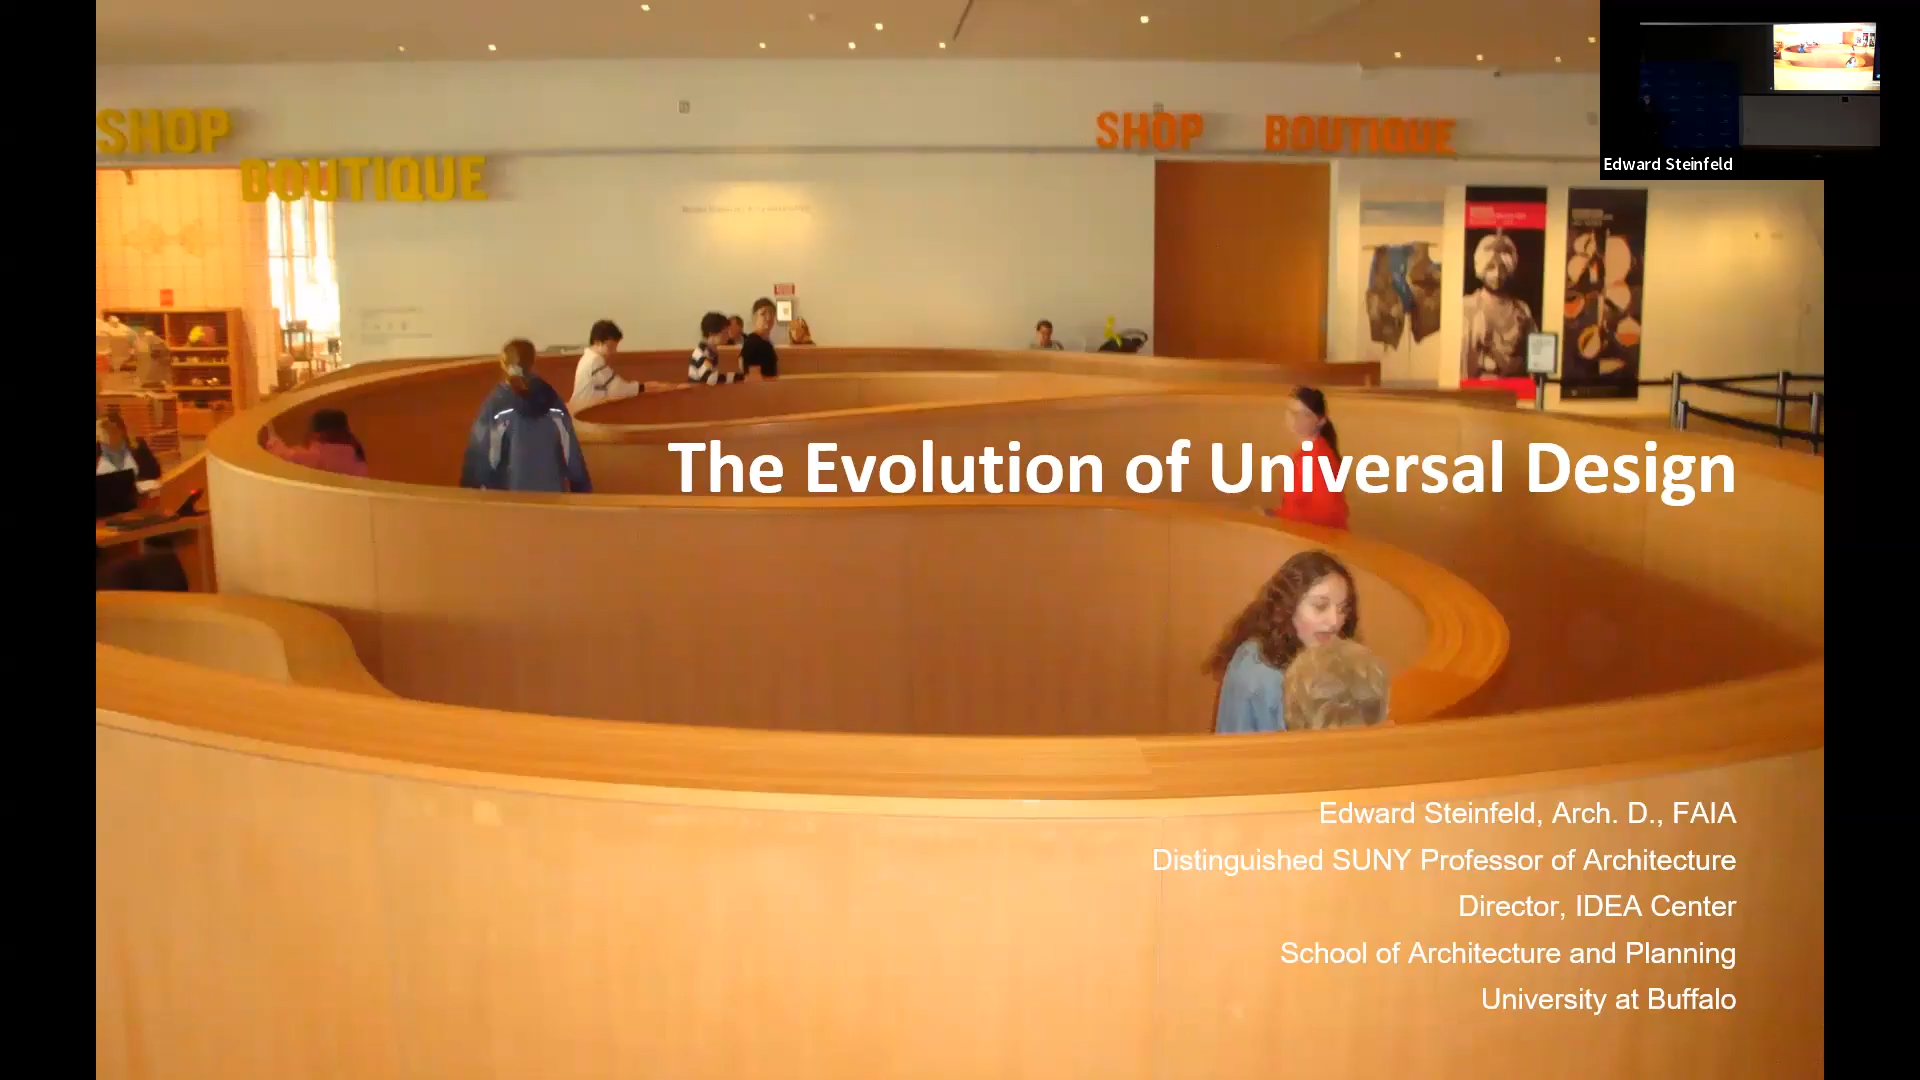 SHOP
BOUTIQUE
SHOP BOUTIQUE
Edward Steinfeld
The Evolution of Universal Design
Edward Steinfeld, Arch. D., FAIA
Distinguished SUNY Professor of Architecture
Director, IDEA Center
School of Architecture and Planning
University at Buffalo